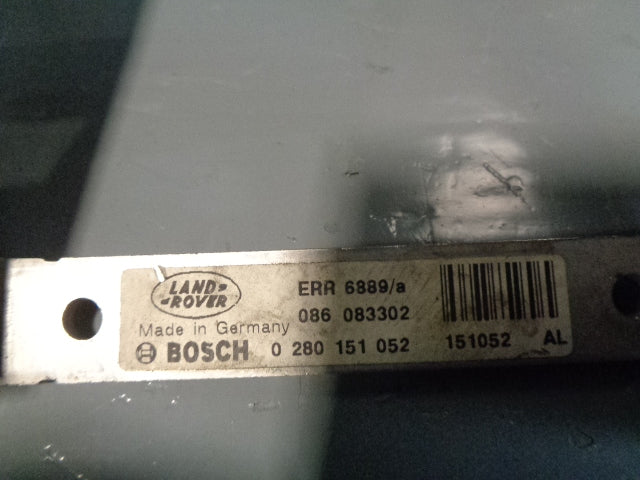 LAND-
-ROVER
ERR 6889/a
086 083302
Made in Germany
BOSCH 0 280 151 052
151052 AL